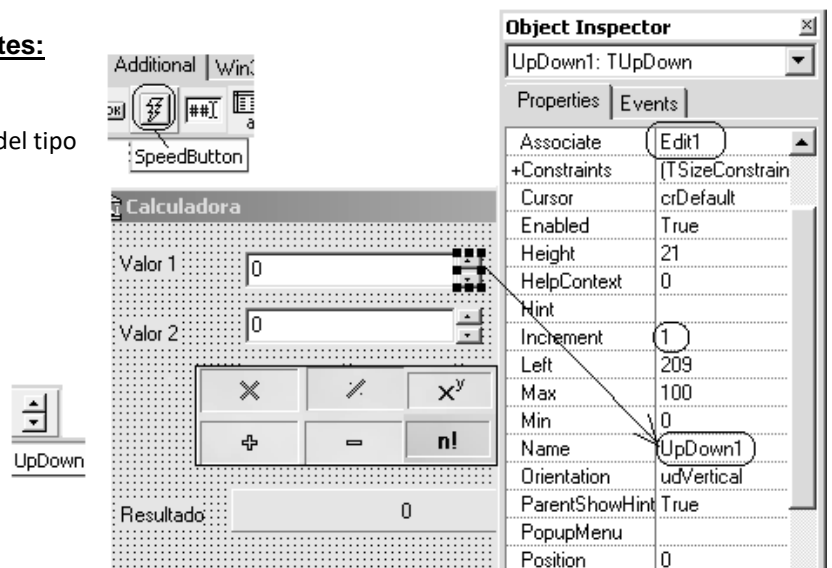 tes:
Additional
del tipo
SpeedButton
Calculadora
Valor 1
0
Valor 2
0
xʸ
n!
UpDown
Resultado
0
Object Inspector
UpDown1: TUpDown
Properties Events
Associate Edit1
+Constraints (TSizeConstrain
Cursor crDefault
Enabled True
Height 21
HelpContext 0
Hint
Increment 1
Left 209
Max 100
Min 0
Name UpDown1
Orientation udVertical
ParentShowHint True
PopupMenu
Position 0